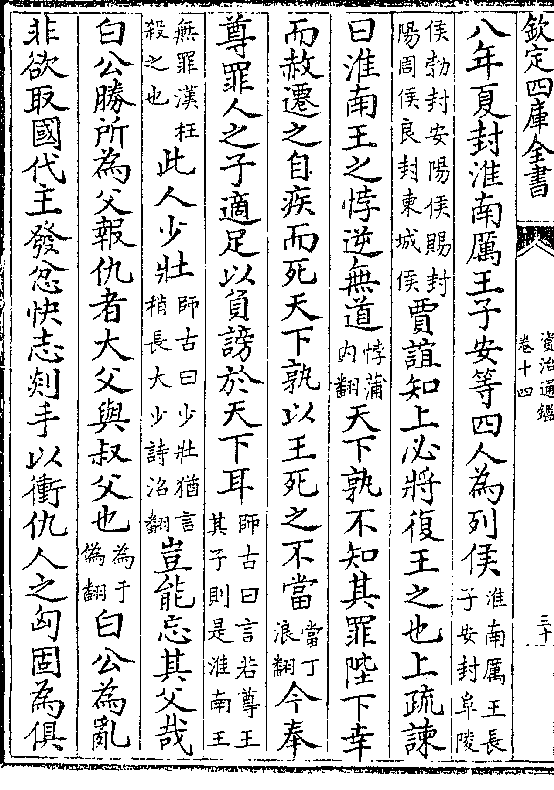 欽定四庫全書
資治通鑑
卷十四
三十
八年夏封淮南厲王子安等四人為列侯淮南厲王長子安封阜陵
侯勃封安陽侯賜封陽周侯良封東城侯賈誼知上必將復王之也上疏諫
曰淮南王之悖逆無道悖蒲內翻天下孰不知其罪陛下幸
而赦遷之自疾而死天下孰以王死之不當當丁浪翻今奉
尊罪人之子適足以負謗於天下耳師古曰言若尊王其子則是淮南王
無罪漢枉殺之也此人少壯師古曰少壯猶言稍長大少詩沼翻豈能忘其父哉
白公勝所為父報仇者大父與叔父也為于偽翻白公為亂
非欲取國代主發忿快志剡手以衝仇人之匈固為俱